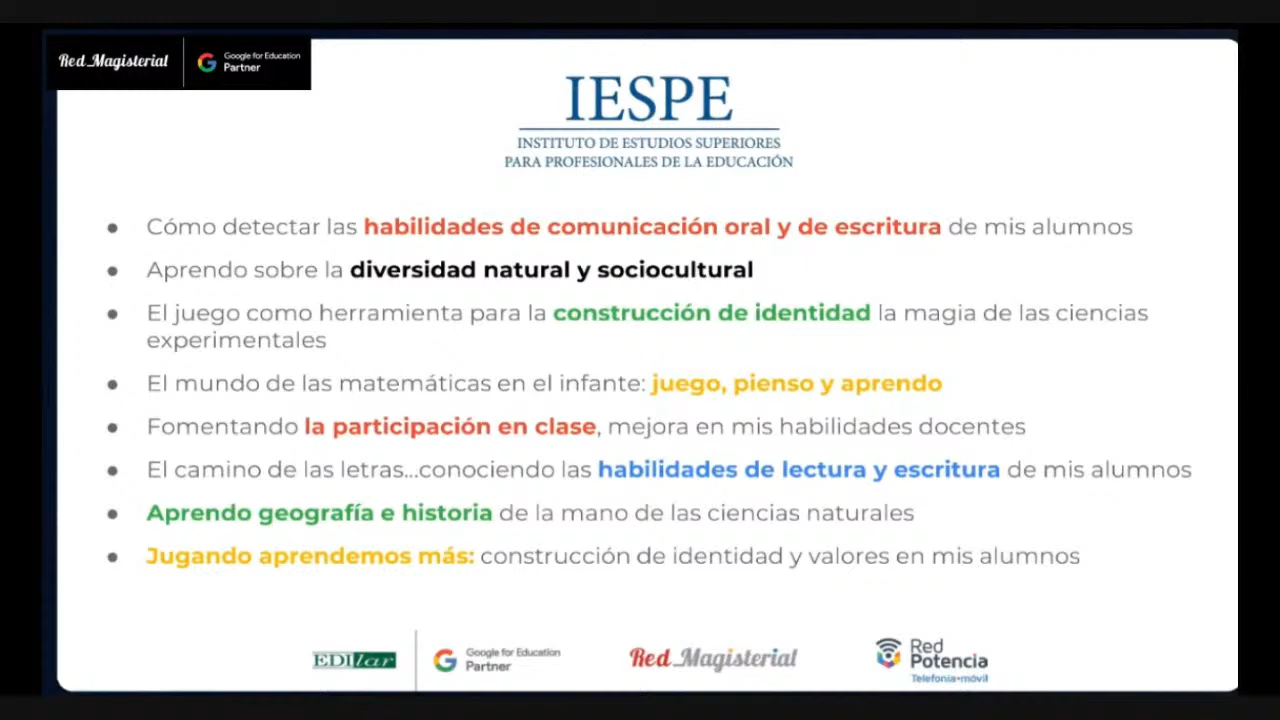 Red_Magisterial
Google for Education
Partner
IESPE
INSTITUTO DE ESTUDIOS SUPERIORES
PARA PROFESIONALES DE LA EDUCACIÓN
● Cómo detectar las habilidades de comunicación oral y de escritura de mis alumnos
● Aprendo sobre la diversidad natural y sociocultural
● El juego como herramienta para la construcción de identidad la magia de las ciencias
experimentales
● El mundo de las matemáticas en el infante: juego, pienso y aprendo
● Fomentando la participación en clase, mejora en mis habilidades docentes
● El camino de las letras...conociendo las habilidades de lectura y escritura de mis alumnos
● Aprendo geografía e historia de la mano de las ciencias naturales
● Jugando aprendemos más: construcción de identidad y valores en mis alumnos
EDILar
Google for Education
Partner
Red_Magisterial
Red
Potencia
Telefonía•móvil